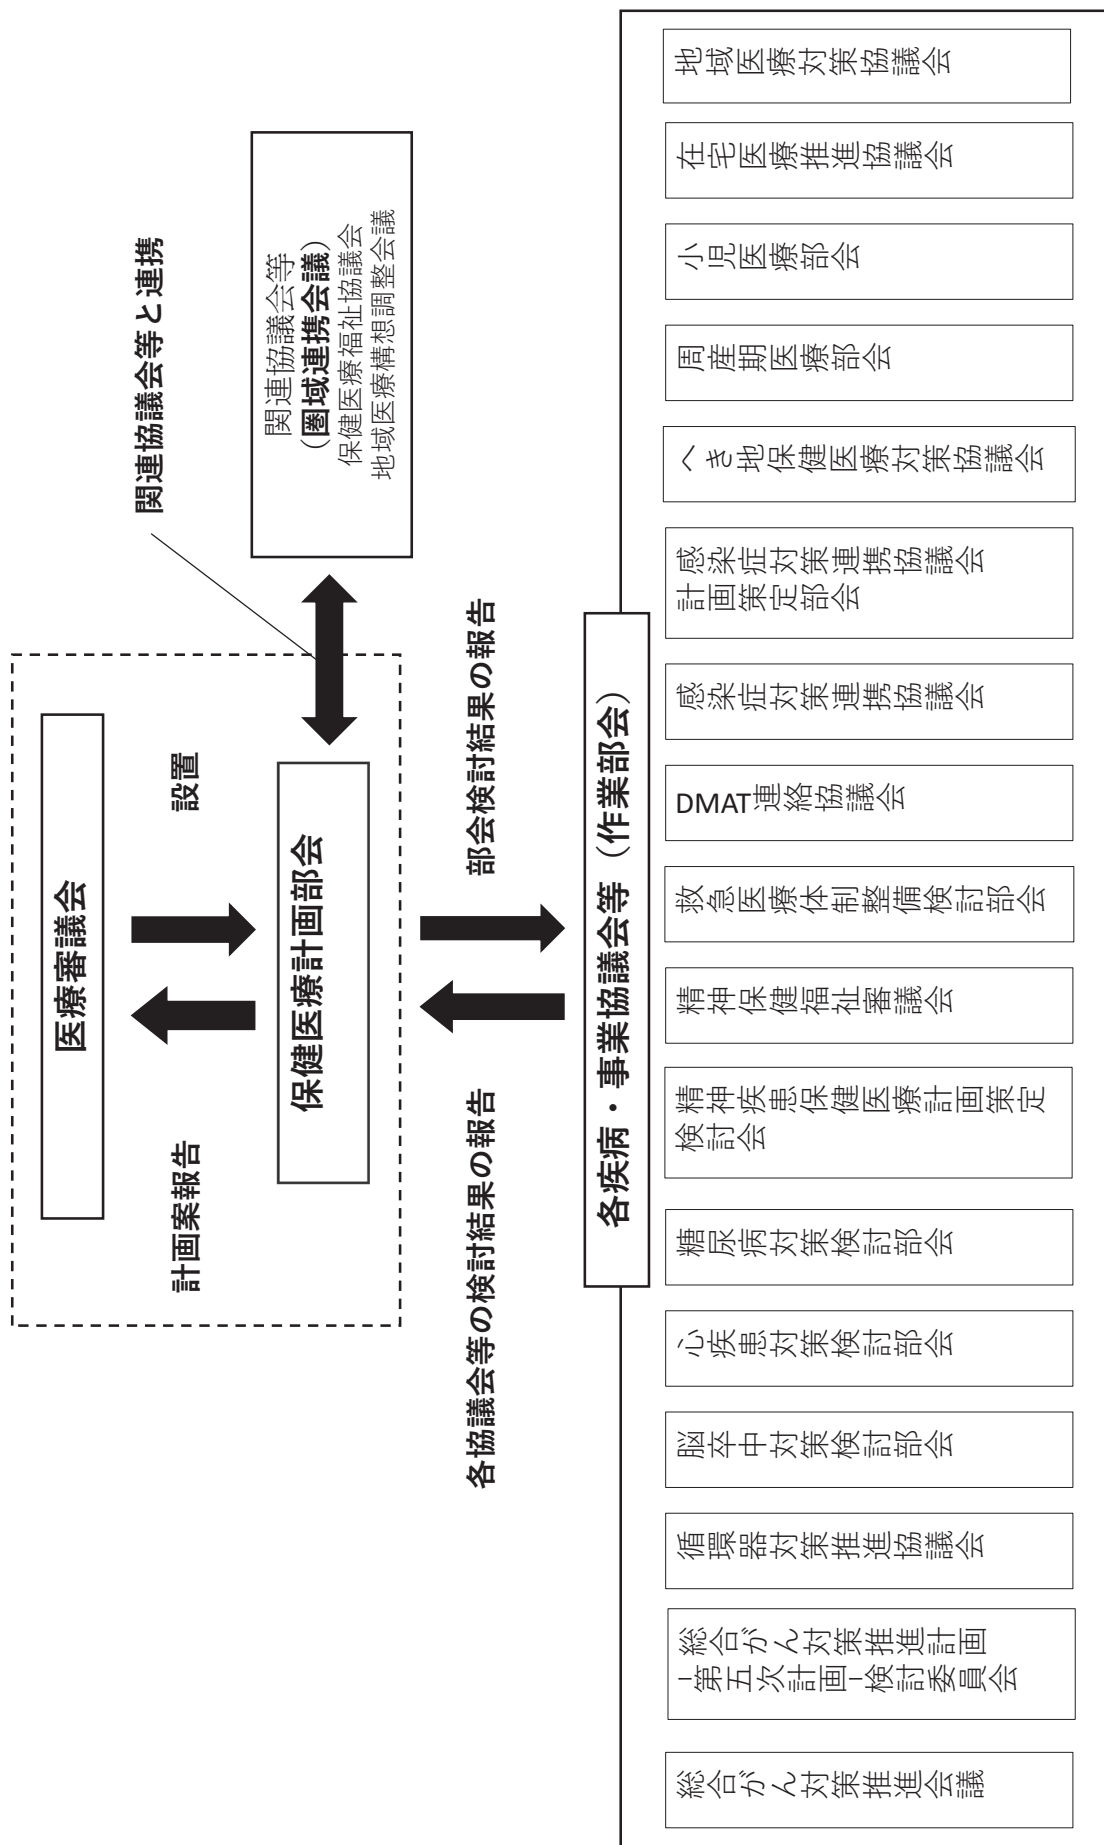 医療審議会
計画案報告
設置
保健医療計画部会
関連協議会等と連携
関連協議会等
（圏域連携会議）
保健医療福祉協議会
地域医療構想調整会議
各協議会等の検討結果の報告
部会検討結果の報告
各疾病・事業協議会等（作業部会）
総合がん対策推進会議
総合がん対策推進計画
-第五次計画-検討委員会
循環器対策推進協議会
脳卒中対策検討部会
心疾患対策検討部会
糖尿病対策検討部会
精神疾患保健医療計画策定
検討会
精神保健福祉審議会
救急医療体制整備検討部会
DMAT連絡協議会
感染症対策連携協議会
感染症対策連携協議会
計画策定部会
へき地保健医療対策協議会
周産期医療部会
小児医療部会
在宅医療推進協議会
地域医療対策協議会